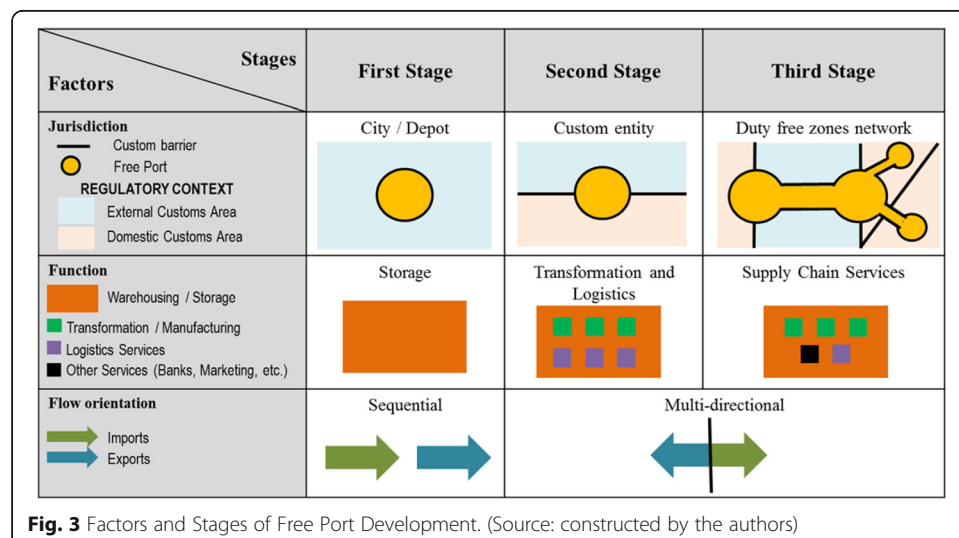 Stages
Factors
First Stage
Second Stage
Third Stage
Jurisdiction
Custom barrier
Free Port
REGULATORY CONTEXT
External Customs Area
Domestic Customs Area
City / Depot
Custom entity
Duty free zones network
Function
Warehousing / Storage
Transformation / Manufacturing
Logistics Services
Other Services (Banks, Marketing, etc.)
Storage
Transformation and
Logistics
Supply Chain Services
Flow orientation
Imports
Exports
Sequential
Multi-directional
Fig. 3 Factors and Stages of Free Port Development. (Source: constructed by the authors)